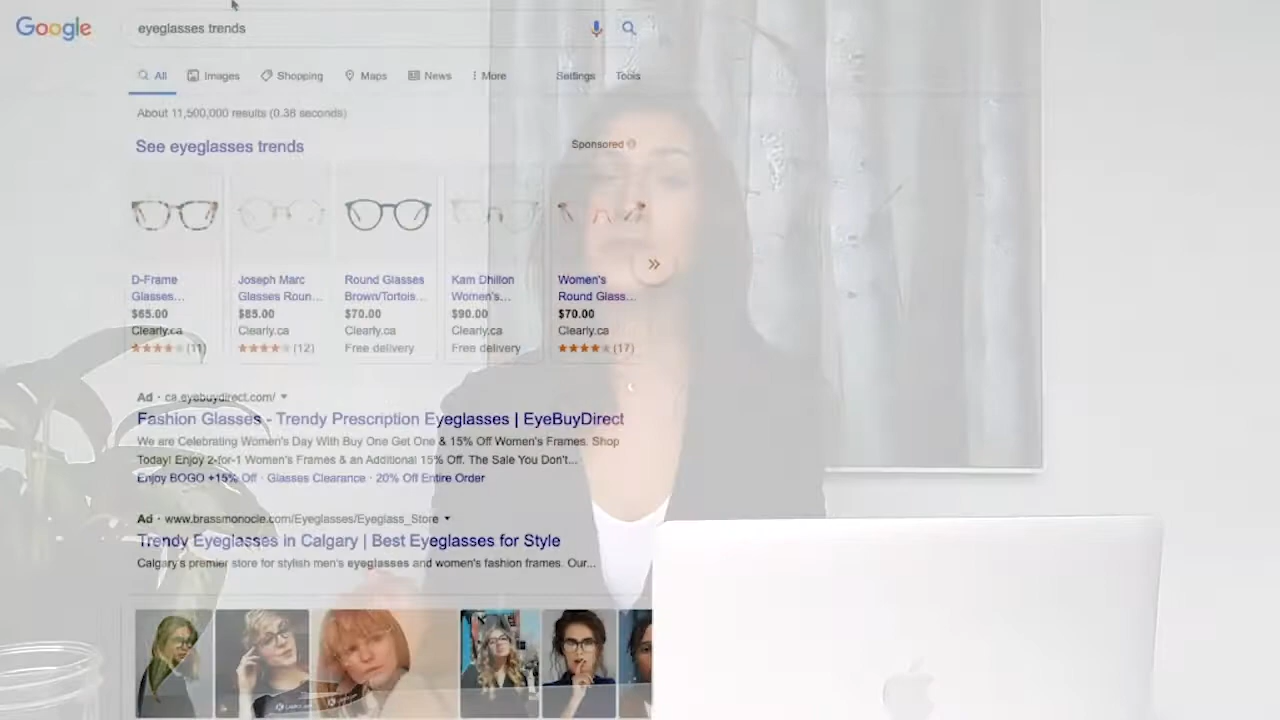 Google
eyeglasses trends
All Images Shopping Maps News More Settings Tools
About 11,500,000 results (0.38 seconds)
See eyeglasses trends
Sponsored
D-Frame Glasses...
$65.00
Clearly.ca
(11)
Joseph Marc Glasses Roun...
$85.00
Clearly.ca
(12)
Round Glasses Brown/Tortois...
$70.00
Clearly.ca
Free delivery
Kam Dhillon Women's...
$90.00
Clearly.ca
Free delivery
Women's Round Glass...
$70.00
Clearly.ca
(17)
Ad · ca.eyebuydirect.com/
Fashion Glasses - Trendy Prescription Eyeglasses | EyeBuyDirect
We are Celebrating Women's Day With Buy One Get One & 15% Off Women's Frames. Shop
Today! Enjoy 2-for-1 Women's Frames & an Additional 15% Off. The Sale You Don't...
Enjoy BOGO +15% Off · Glasses Clearance · 20% Off Entire Order
Ad · www.brassmonocle.com/Eyeglasses/Eyeglass_Store
Trendy Eyeglasses in Calgary | Best Eyeglasses for Style
Calgary's premier store for stylish men's eyeglasses and women's fashion frames. Our...